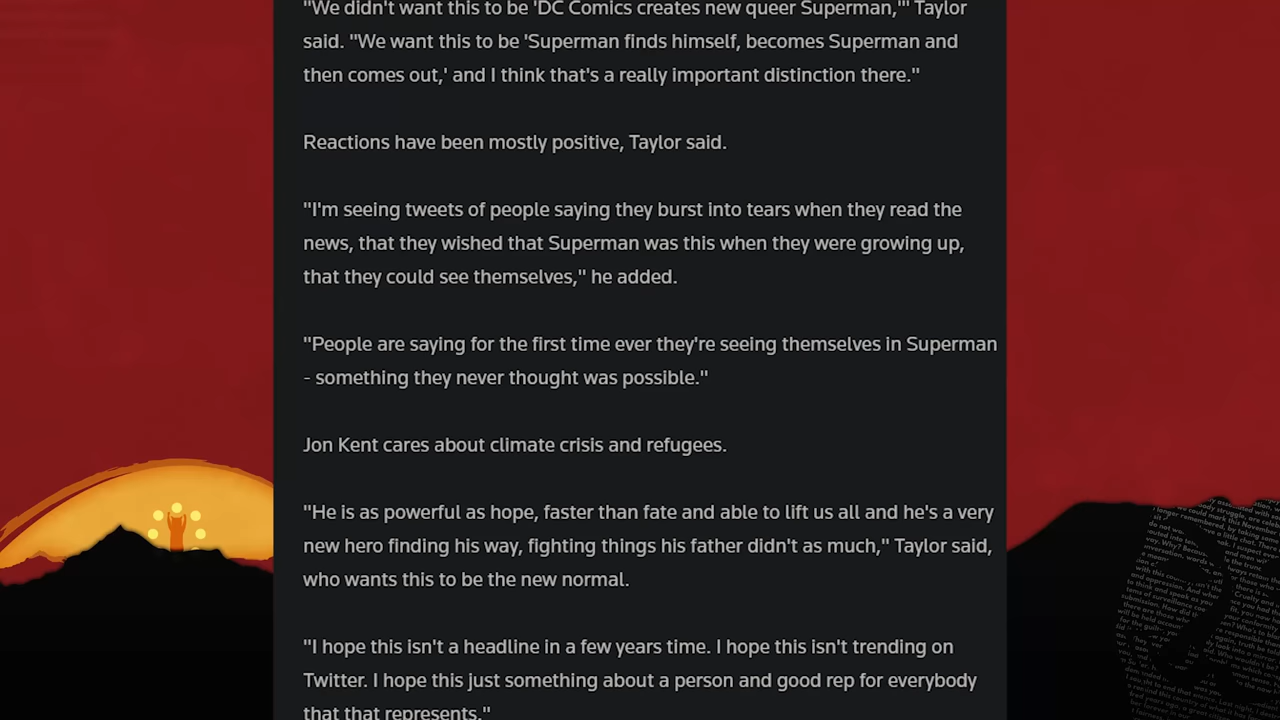 "We didn't want this to be 'DC Comics creates new queer Superman,'" Taylor
said. "We want this to be 'Superman finds himself, becomes Superman and
then comes out,' and I think that's a really important distinction there."
Reactions have been mostly positive, Taylor said.
"I'm seeing tweets of people saying they burst into tears when they read the
news, that they wished that Superman was this when they were growing up,
that they could see themselves," he added.
"People are saying for the first time ever they're seeing themselves in Superman
- something they never thought was possible."
Jon Kent cares about climate crisis and refugees.
"He is as powerful as hope, faster than fate and able to lift us all and he's a very
new hero finding his way, fighting things his father didn't as much," Taylor said,
who wants this to be the new normal.
"I hope this isn't a headline in a few years time. I hope this isn't trending on
Twitter. I hope this just something about a person and good rep for everybody
that that represents."